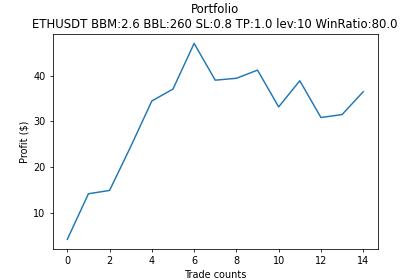 Portfolio
ETHUSDT BBM:2.6 BBL:260 SL:0.8 TP:1.0 lev:10 WinRatio:80.0
40
30
20
10
Profit ($)
0 2 4 6 8 10 12 14
Trade counts